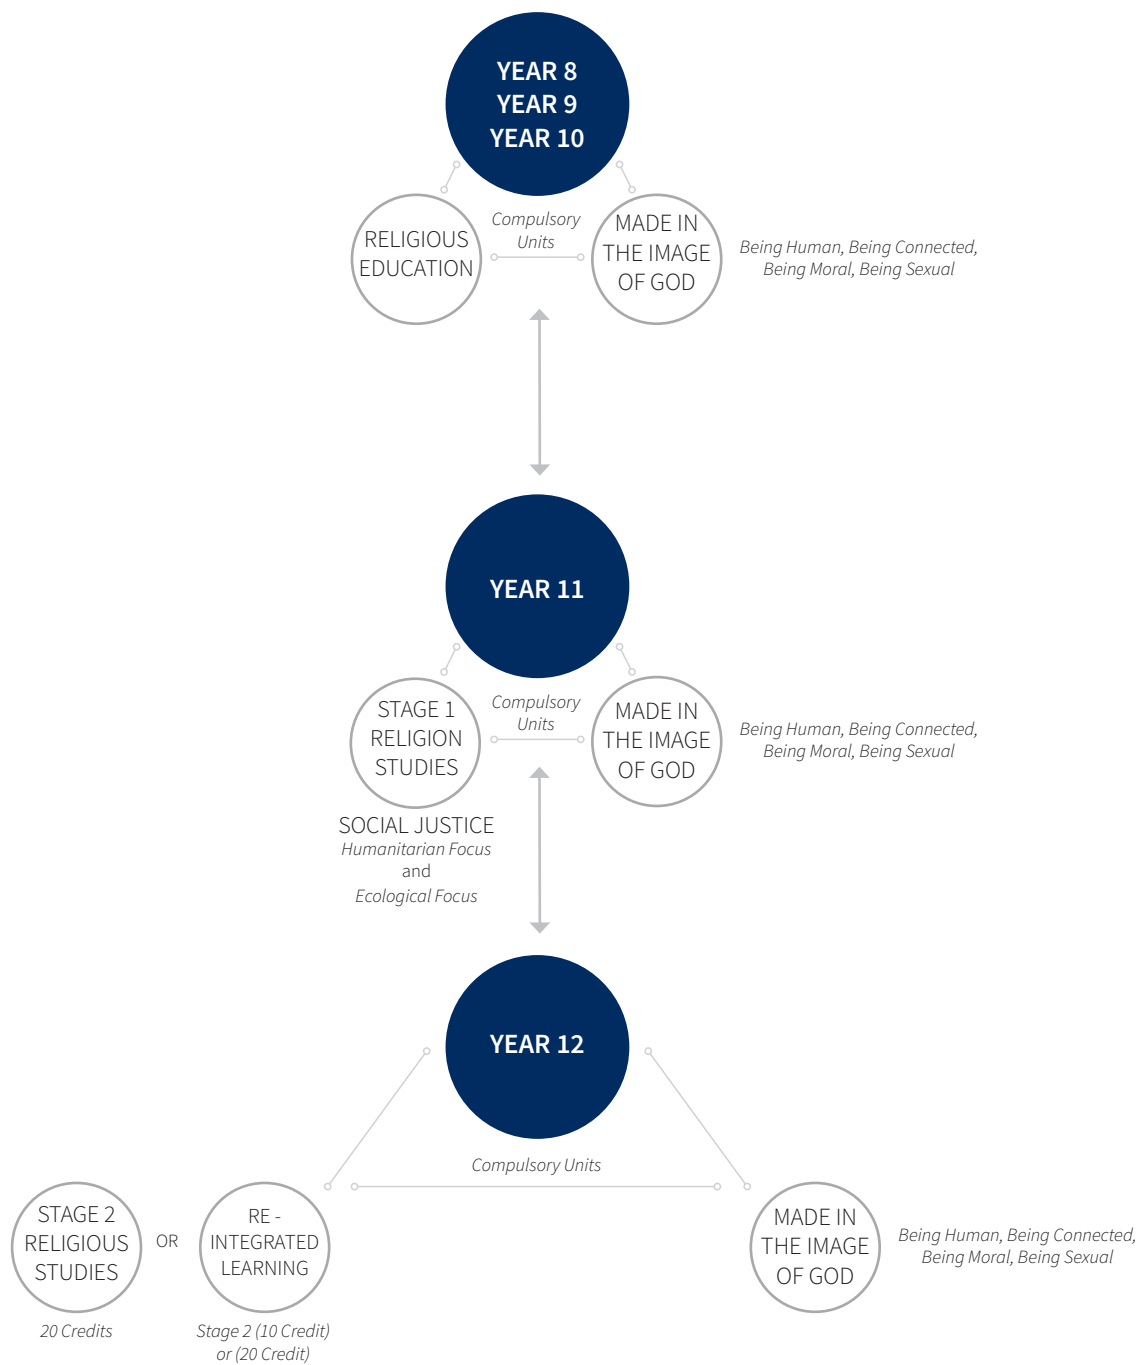 YEAR 8
YEAR 9
YEAR 10
RELIGIOUS
EDUCATION
Compulsory
Units
MADE IN
THE IMAGE
OF GOD
Being Human, Being Connected,
Being Moral, Being Sexual
YEAR 11
STAGE 1
RELIGION
STUDIES
Compulsory
Units
MADE IN
THE IMAGE
OF GOD
Being Human, Being Connected,
Being Moral, Being Sexual
SOCIAL JUSTICE
Humanitarian Focus
and
Ecological Focus
YEAR 12
Compulsory Units
STAGE 2
RELIGIOUS
STUDIES
OR
RE -
INTEGRATED
LEARNING
MADE IN
THE IMAGE
OF GOD
Being Human, Being Connected,
Being Moral, Being Sexual
20 Credits
Stage 2 (10 Credit)
or (20 Credit)